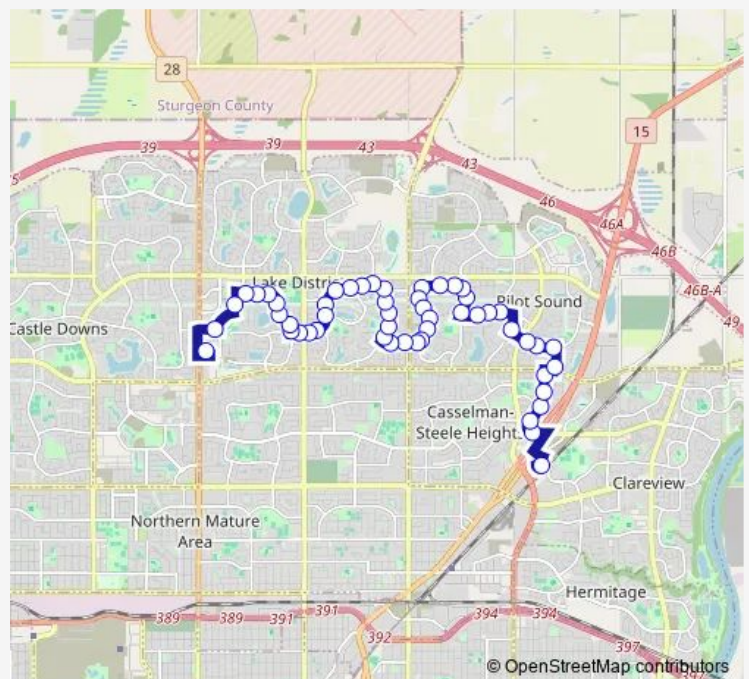 28
Sturgeon County
15
39
39
43
43
46
46A
46B
46B-A
49
Lake Distri
Pilot Sound
Castle Downs
Casselman-
Steele Height
Clareview
Northern Mature
Area
Hermitage
389
389
391
391
392
394
394
397
© OpenStreetMap contributors